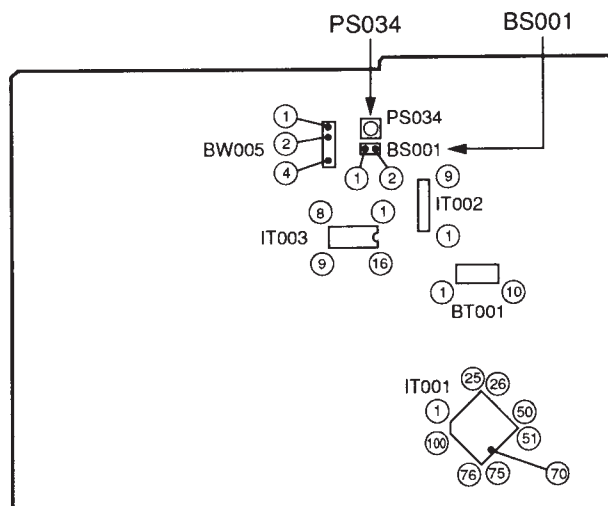 PS034 BS001
1 PS034
2 BW005 BS001
4 1 2 9
IT002
8 1
IT003 1
9 16
1 10
BT001
25 26
IT001
1 50
100 51
76 75 70